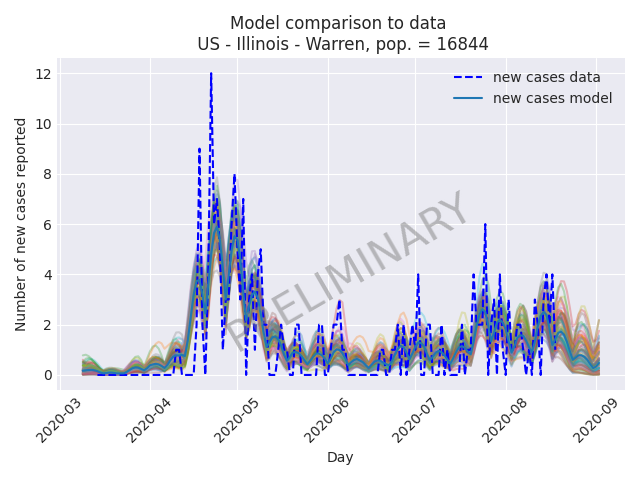 Model comparison to data
US - Illinois - Warren, pop. = 16844
12
10
8
6
4
2
0
Number of new cases reported
new cases data
new cases model
PRELIMINARY
2020-03
2020-04
2020-05
2020-06
2020-07
2020-08
2020-09
Day